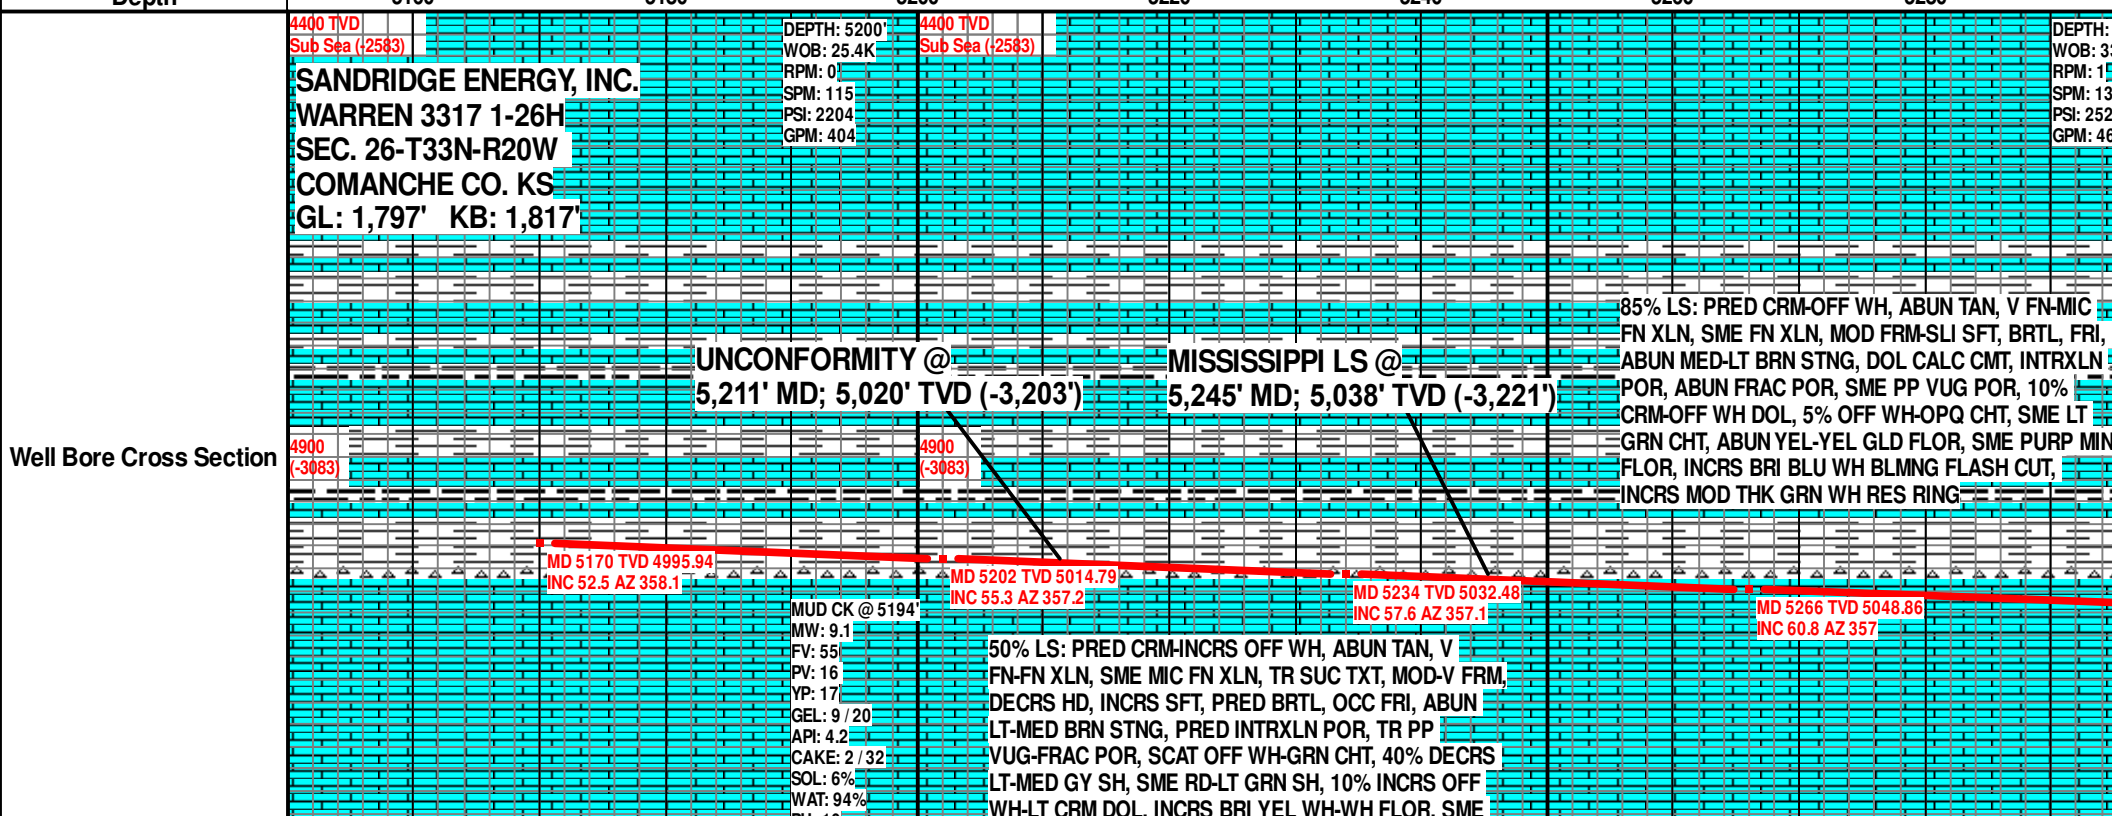 Depth
4400 TVD
Sub Sea (-2583)
SANDRIDGE ENERGY, INC.
WARREN 3317 1-26H
SEC. 26-T33N-R20W
COMANCHE CO. KS
GL: 1,797' KB: 1,817'
DEPTH: 5200'
WOB: 25.4K
RPM: 0
SPM: 115
PSI: 2204
GPM: 404
4400 TVD
Sub Sea (-2583)
DEPTH:
WOB: 33
RPM: 1
SPM: 13
PSI: 252
GPM: 46
UNCONFORMITY @
5,211' MD; 5,020' TVD (-3,203')
MISSISSIPPI LS @
5,245' MD; 5,038' TVD (-3,221')
85% LS: PRED CRM-OFF WH, ABUN TAN, V FN-MIC
FN XLN, SME FN XLN, MOD FRM-SLI SFT, BRTL, FRI,
ABUN MED-LT BRN STNG, DOL CALC CMT, INTRXLN
POR, ABUN FRAC POR, SME PP VUG POR, 10%
CRM-OFF WH DOL, 5% OFF WH-OPQ CHT, SME LT
GRN CHT, ABUN YEL-YEL GLD FLOR, SME PURP MIN
FLOR, INCRS BRI BLU WH BLMNG FLASH CUT,
INCRS MOD THK GRN WH RES RING
Well Bore Cross Section
4900
(-3083)
4900
(-3083)
MD 5170 TVD 4995.94
INC 52.5 AZ 358.1
MD 5202 TVD 5014.79
INC 55.3 AZ 357.2
MD 5234 TVD 5032.48
INC 57.6 AZ 357.1
MD 5266 TVD 5048.86
INC 60.8 AZ 357
MUD CK @ 5194'
MW: 9.1
FV: 55
PV: 16
YP: 17
GEL: 9 / 20
API: 4.2
CAKE: 2 / 32
SOL: 6%
WAT: 94%
50% LS: PRED CRM-INCRS OFF WH, ABUN TAN, V
FN-FN XLN, SME MIC FN XLN, TR SUC TXT, MOD-V FRM,
DECRS HD, INCRS SFT, PRED BRTL, OCC FRI, ABUN
LT-MED BRN STNG, PRED INTRXLN POR, TR PP
VUG-FRAC POR, SCAT OFF WH-GRN CHT, 40% DECRS
LT-MED GY SH, SME RD-LT GRN SH, 10% INCRS OFF
WH-LT CRM DOL, INCRS BRI YEL WH-WH FLOR, SME